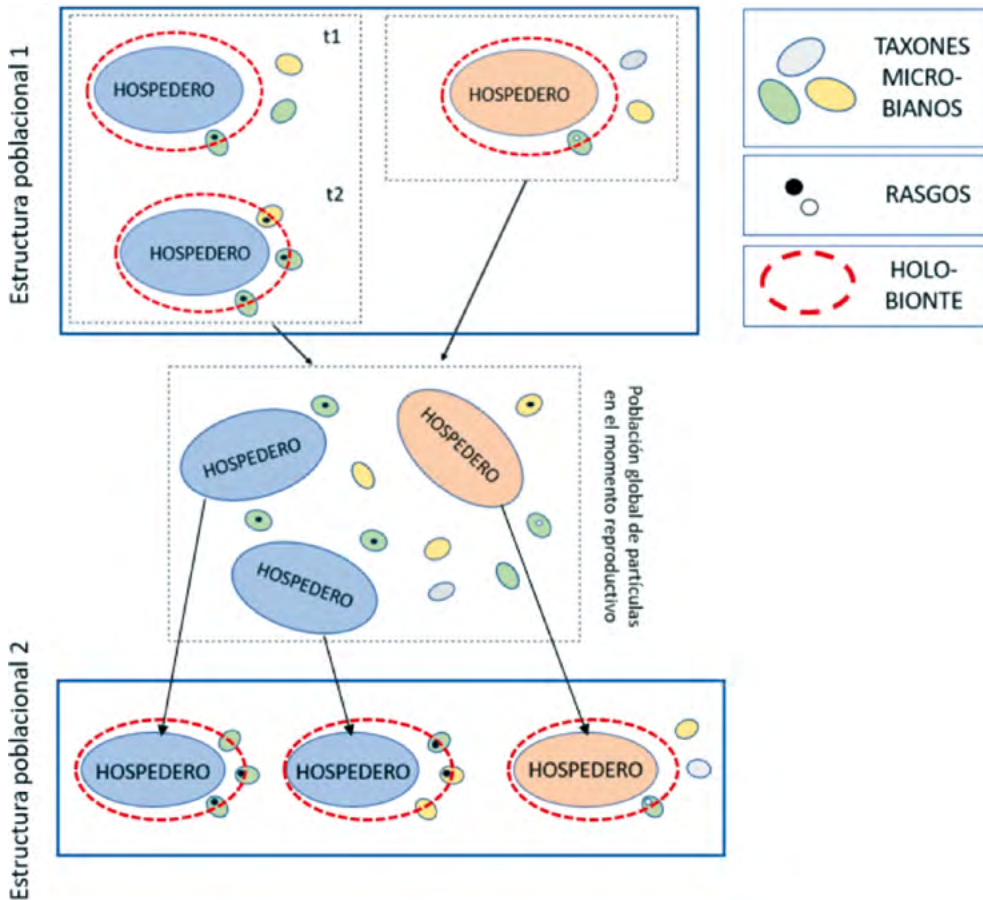 Estructura poblacional 1
t1
HOSPEDERO
HOSPEDERO
t2
HOSPEDERO
TAXONES
MICRO-
BIANOS
RASGOS
HOLO-
BIONTE
Población global de partículas
en el momento reproductivo
HOSPEDERO
HOSPEDERO
HOSPEDERO
Estructura poblacional 2
HOSPEDERO
HOSPEDERO
HOSPEDERO